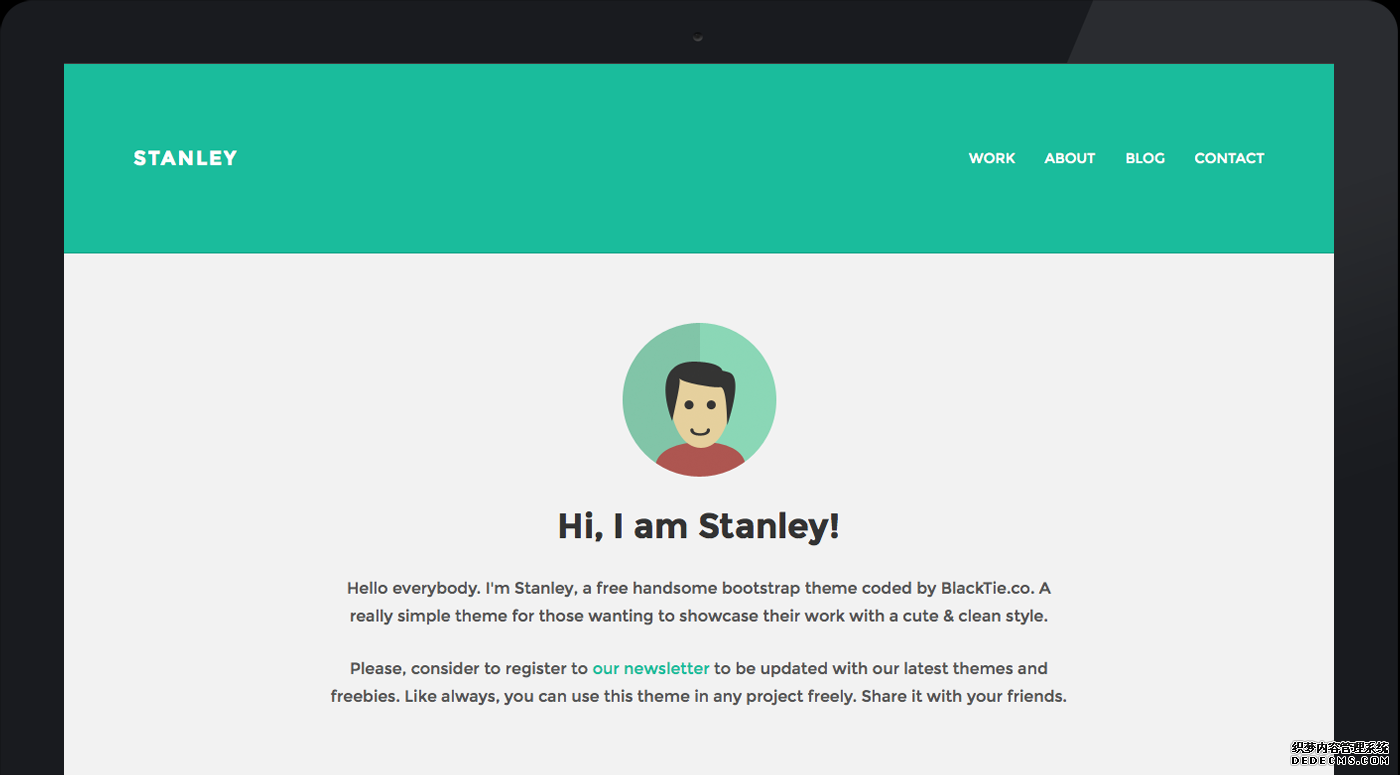 STANLEY
WORK ABOUT BLOG CONTACT
Hi, I am Stanley!
Hello everybody. I'm Stanley, a free handsome bootstrap theme coded by BlackTie.co. A
really simple theme for those wanting to showcase their work with a cute & clean style.
Please, consider to register to our newsletter to be updated with our latest themes and
freebies. Like always, you can use this theme in any project freely. Share it with your friends.
织梦内容管理系统
DEDECMS.COM